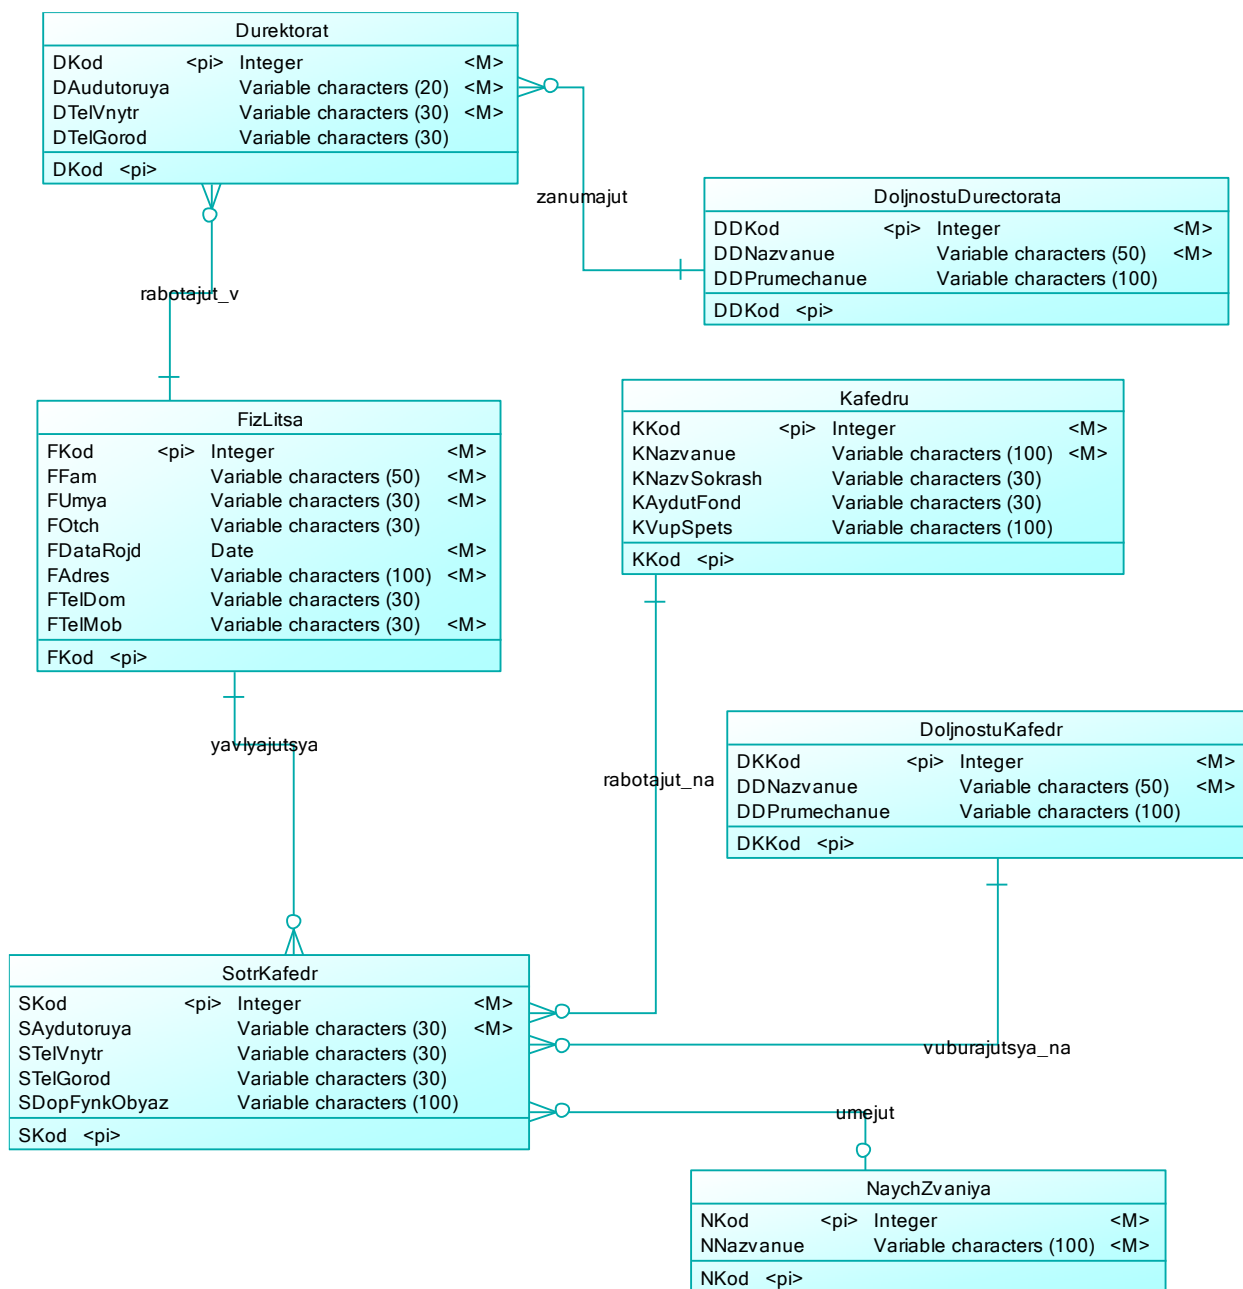 Durektorat
DKod <pi> Integer <M>
DAudutoruya Variable characters (20) <M>
DTelVnytr Variable characters (30) <M>
DTelGorod Variable characters (30)
DKod <pi>
zanumajut
DoljnostuDurectorata
DDKod <pi> Integer <M>
DDNazvanue Variable characters (50) <M>
DDPrumechanue Variable characters (100)
DDKod <pi>
rabotajut_v
FizLitsa
FKod <pi> Integer <M>
FFam Variable characters (50) <M>
FUmya Variable characters (30) <M>
FOtch Variable characters (30)
FDataRojd Date <M>
FAdres Variable characters (100) <M>
FTelDom Variable characters (30)
FTelMob Variable characters (30) <M>
FKod <pi>
Kafedru
KKod <pi> Integer <M>
KNazvanue Variable characters (100) <M>
KNazvSokrash Variable characters (30)
KAydutFond Variable characters (30)
KVupSpets Variable characters (100)
KKod <pi>
yavlyajutsya
rabotajut_na
DoljnostuKafedr
DKKod <pi> Integer <M>
DDNazvanue Variable characters (50) <M>
DDPrumechanue Variable characters (100)
DKKod <pi>
SotrKafedr
SKod <pi> Integer <M>
SAydutoruya Variable characters (30) <M>
STelVnytr Variable characters (30)
STelGorod Variable characters (30)
SDopFynkObyaz Variable characters (100)
SKod <pi>
vuburajutsya_na
umejut
NaychZvaniya
NKod <pi> Integer <M>
NNazvanue Variable characters (100) <M>
NKod <pi>